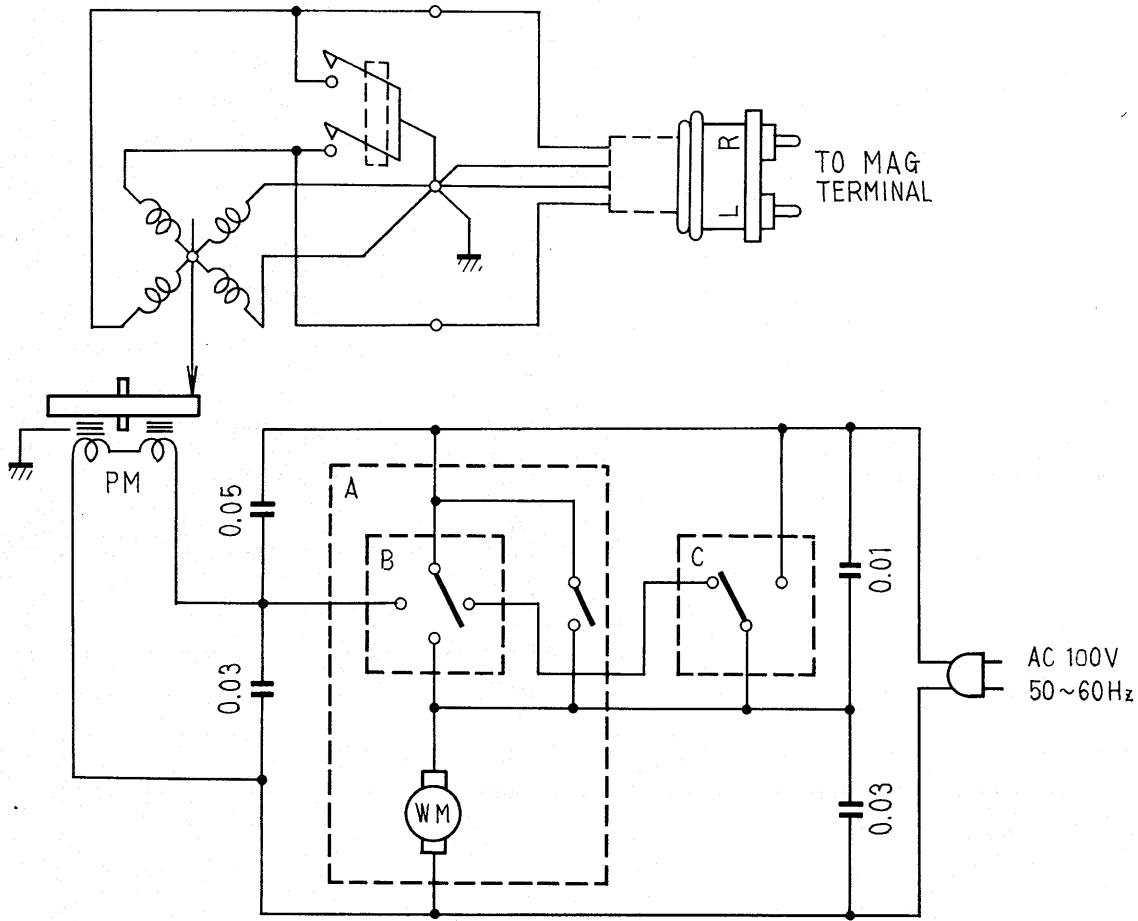 R
L
TO MAG
TERMINAL
PM
0.05
0.03
A
B
C
WM
0.01
0.03
AC 100V
50~60Hz